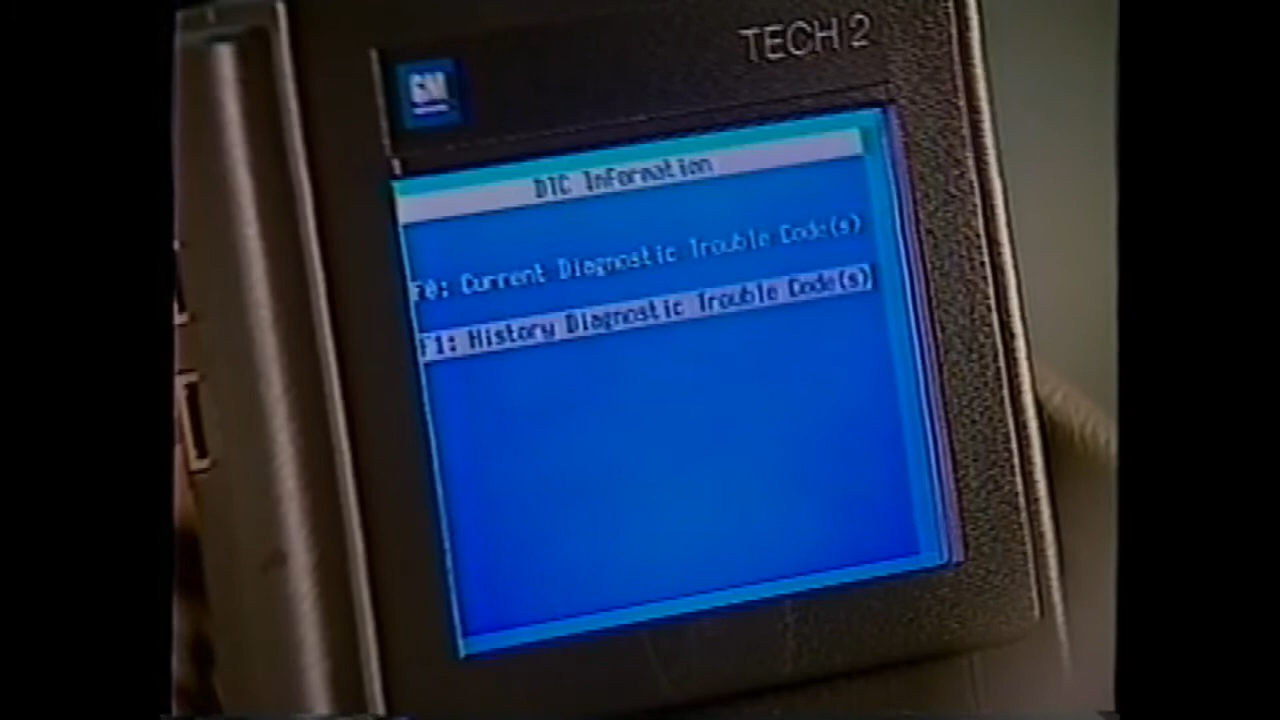 TECH 2
GM
DTC Information
F0: Current Diagnostic Trouble Code(s)
F1: History Diagnostic Trouble Code(s)